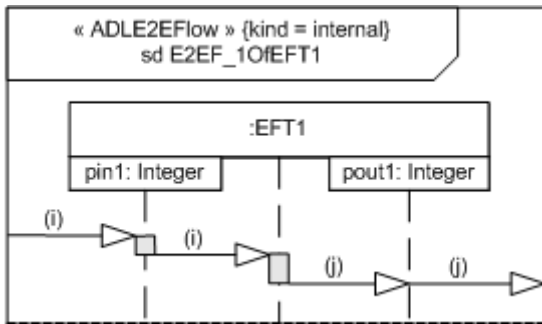 « ADLE2EFlow » {kind = internal}
sd E2EF_1OfEFT1
:EFT1
pin1: Integer
pout1: Integer
(i)
(i)
(j)
(j)